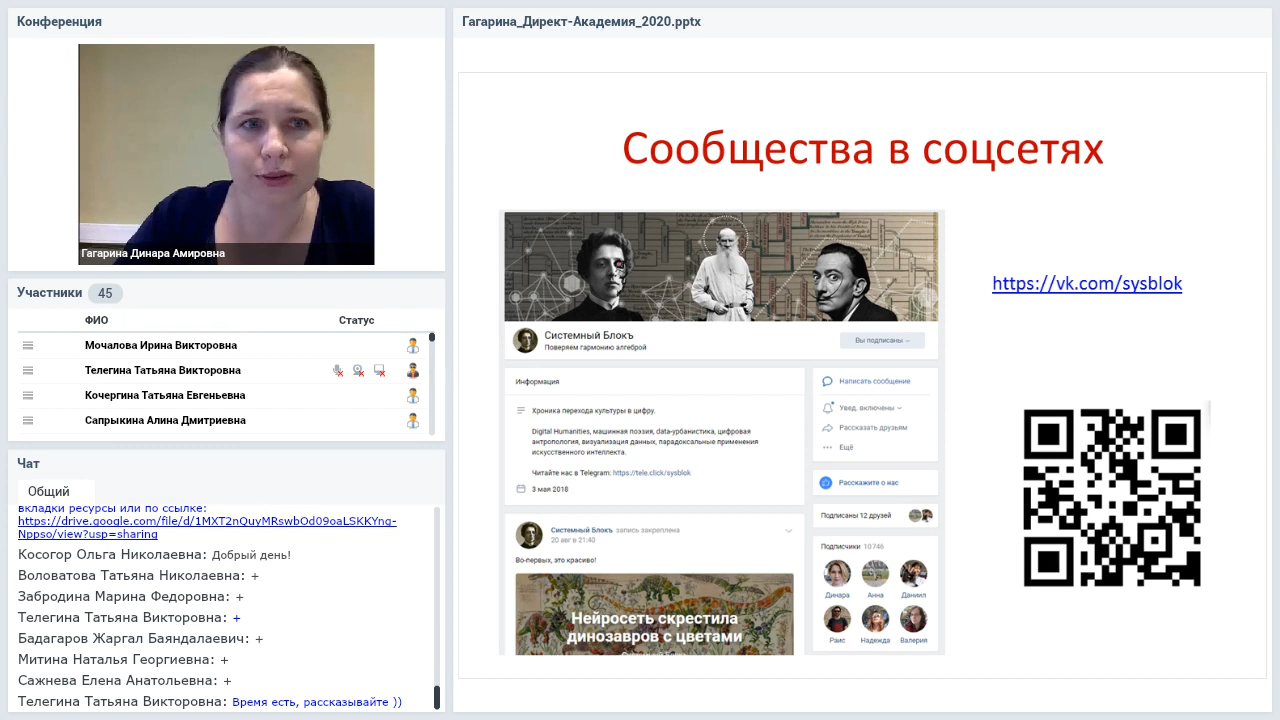 Конференция
Гагарина Динара Амировна
Участники 45
ФИО Статус
Мочалова Ирина Викторовна
Телегина Татьяна Викторовна
Кочергина Татьяна Евгеньевна
Сапрыкина Алина Дмитриевна
Чат
Общий
вкладки ресурсы или по ссылке:
https://drive.google.com/file/d/1MXT2nQuyMRswbOd09oaLSKKYng-
Nppso/view?usp=sharing
Косогор Ольга Николаевна: Добрый день!
Воловатова Татьяна Николаевна: +
Забродина Марина Федоровна: +
Телегина Татьяна Викторовна: +
Бадагаров Жаргал Баяндалаевич: +
Митина Наталья Георгиевна: +
Сажнева Елена Анатольевна: +
Телегина Татьяна Викторовна: Время есть, рассказывайте ))
Гагарина_Директ-Академия_2020.pptx
Сообщества в соцсетях
Системный Блокъ
Поверяем гармонию алгеброй
Вы подписаны
Информация
Хроника перехода культуры в цифру.
Digital Humanities, машинная поэзия, data-урбанистика, цифровая
антропология, визуализация данных, парадоксальные применения
искусственного интеллекта.
Читайте нас в Telegram: https://tele.click/sysblok
3 мая 2018
Системный Блокъ запись закреплена
20 авг в 21:40
Во-первых, это красиво!
Нейросеть скрестила
динозавров с цветами
Написать сообщение
Увед. включены
Рассказать друзьям
Ещё
Расскажите о нас
Подписаны 12 друзей
Подписчики 10746
Динара Анна Даниил
Раис Надежда Валерия
https://vk.com/sysblok